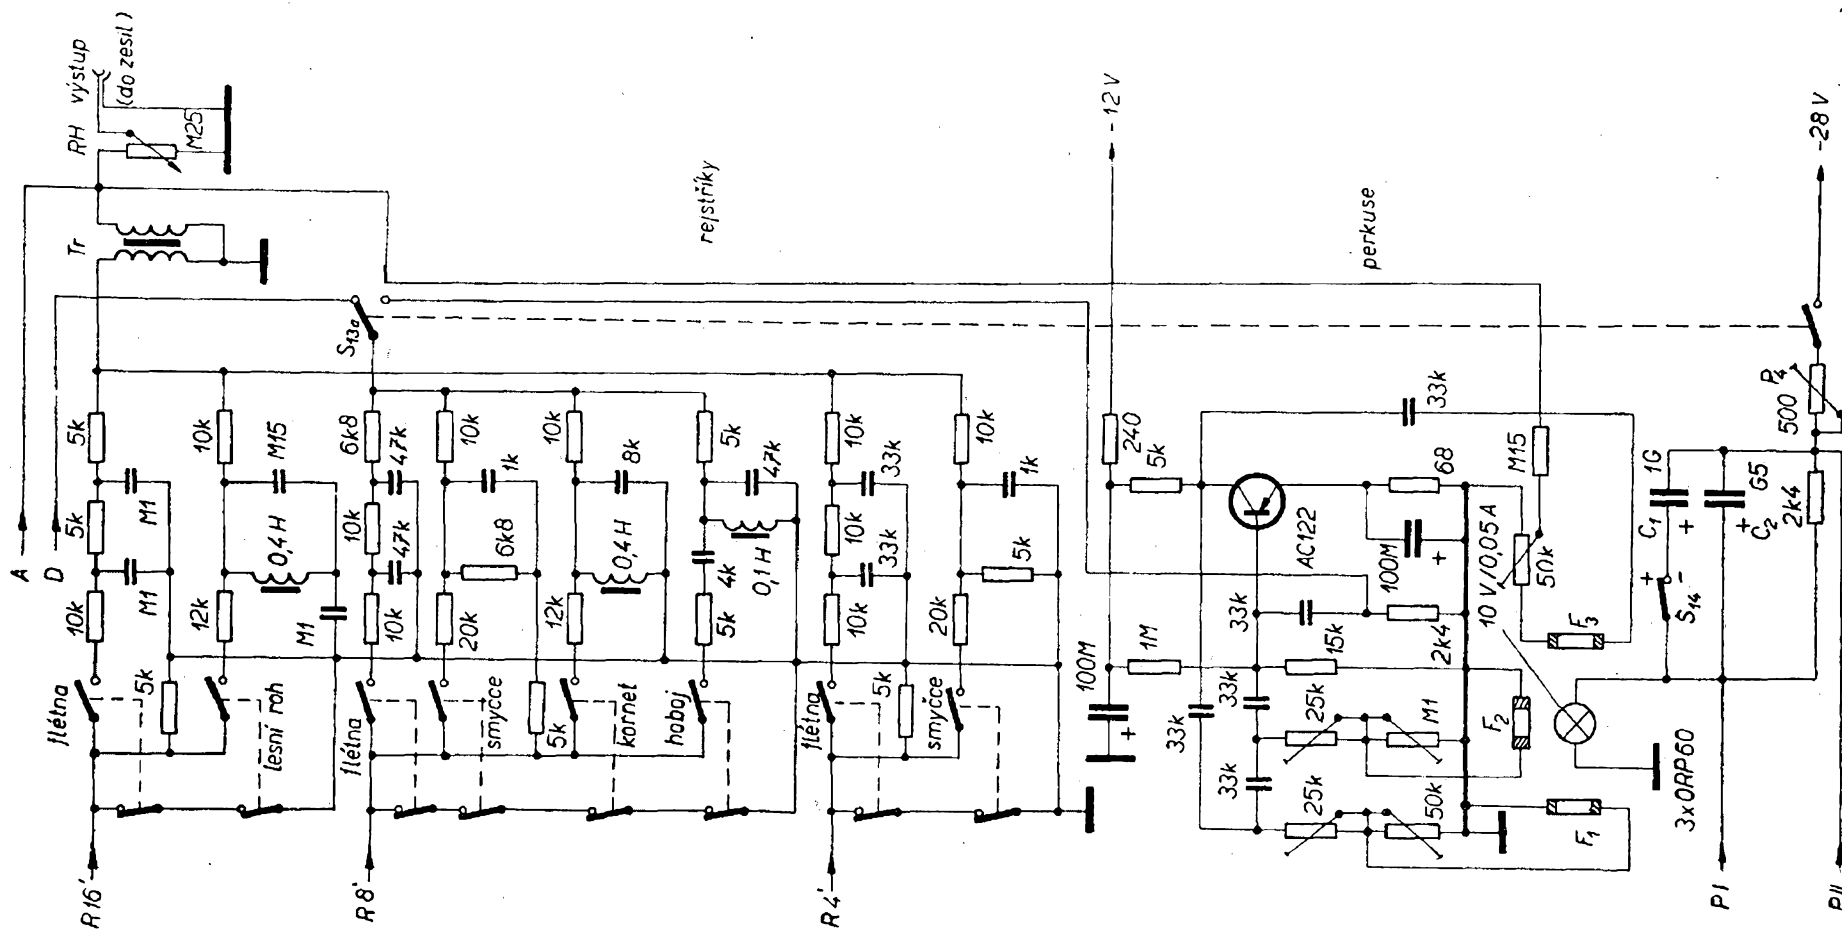 A
D
Tr
RH
výstup
(do zesil)
M25
5k
5k
10k
M1
M1
flétna
5k
R16'
10k
M15
0,4 H
12k
M1
lesní roh
S13a
6k8
47k
10k
47k
10k
flétna
R8'
10k
1k
6k8
20k
smyčce
5k
10k
8k
0,4 H
12k
kornet
5k
47k
4k
0,1 H
5k
hoboj
10k
33k
10k
33k
10k
flétna
5k
R4'
10k
1k
5k
20k
smyčce
rejstříky
- 12 V
240
5k
1M
100M
+
33k
AC122
33k
68
100M
+
33k
15k
2k4
33k
25k
M1
33k
25k
50k
perkuse
M15
50k
10 V/0,05 A
F3
F2
F1
3xORP60
-28V
P4
500
1G
C1
+
G5
C2
+
2k4
+
-
S14
P I
P II